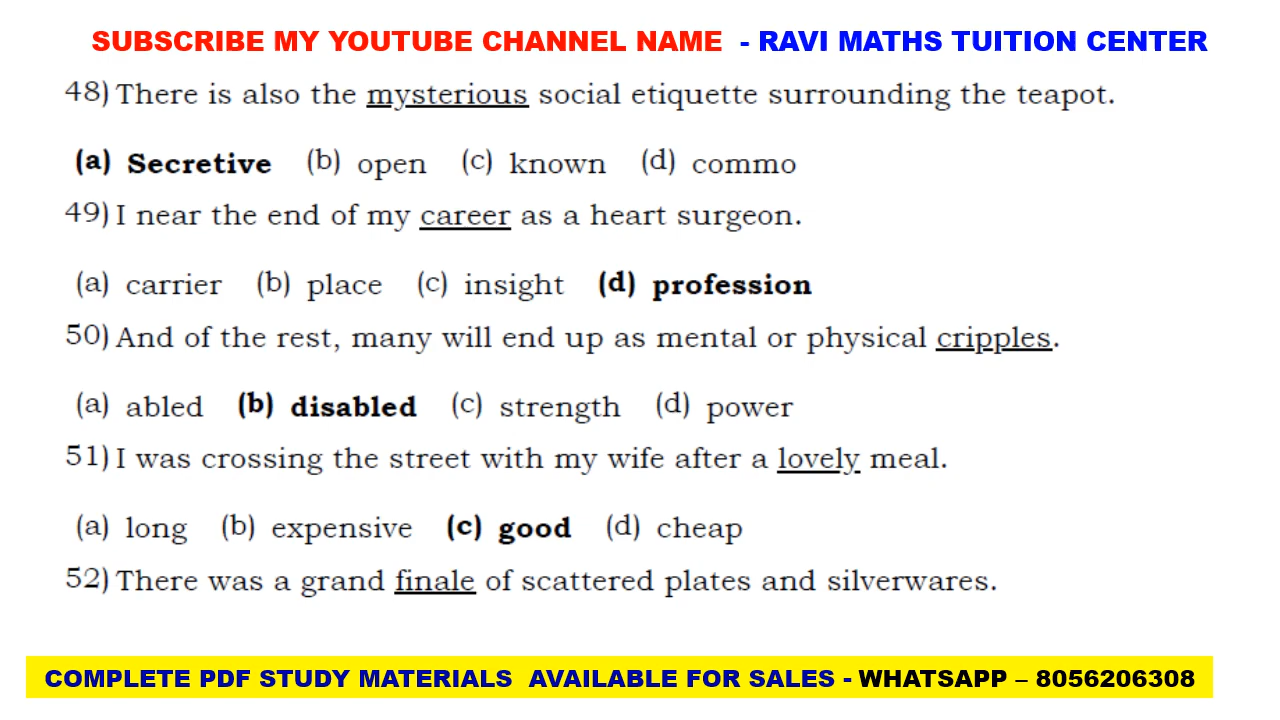 SUBSCRIBE MY YOUTUBE CHANNEL NAME - RAVI MATHS TUITION CENTER
48) There is also the mysterious social etiquette surrounding the teapot.
(a) Secretive (b) open (c) known (d) commo
49) I near the end of my career as a heart surgeon.
(a) carrier (b) place (c) insight (d) profession
50) And of the rest, many will end up as mental or physical cripples.
(a) abled (b) disabled (c) strength (d) power
51) I was crossing the street with my wife after a lovely meal.
(a) long (b) expensive (c) good (d) cheap
52) There was a grand finale of scattered plates and silverwares.
COMPLETE PDF STUDY MATERIALS AVAILABLE FOR SALES - WHATSAPP – 8056206308